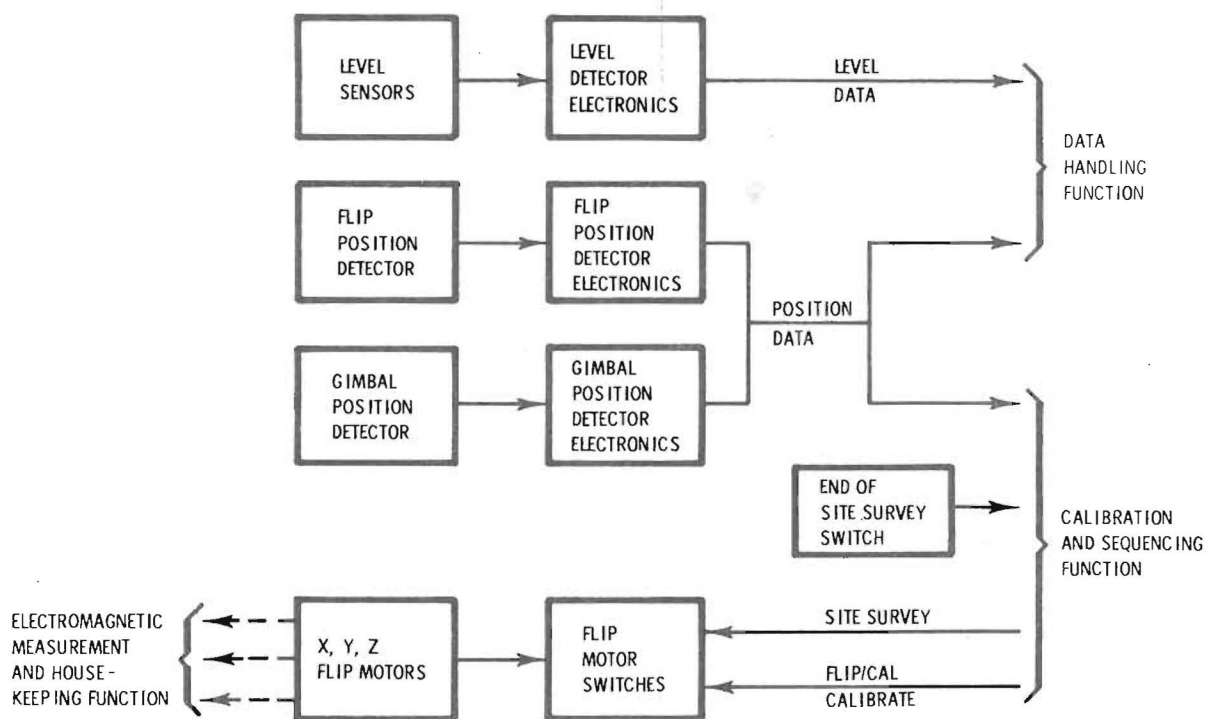 LEVEL
SENSORS
LEVEL
DETECTOR
ELECTRONICS
LEVEL
DATA
DATA
HANDLING
FUNCTION
FLIP
POSITION
DETECTOR
FLIP
POSITION
DETECTOR
ELECTRONICS
POSITION
DATA
GIMBAL
POSITION
DETECTOR
GIMBAL
POSITION
DETECTOR
ELECTRONICS
END OF
SITE SURVEY
SWITCH
CALIBRATION
AND SEQUENCING
FUNCTION
ELECTROMAGNETIC
MEASUREMENT
AND HOUSE-
KEEPING FUNCTION
X, Y, Z
FLIP MOTORS
FLIP
MOTOR
SWITCHES
SITE SURVEY
FLIP/CAL
CALIBRATE